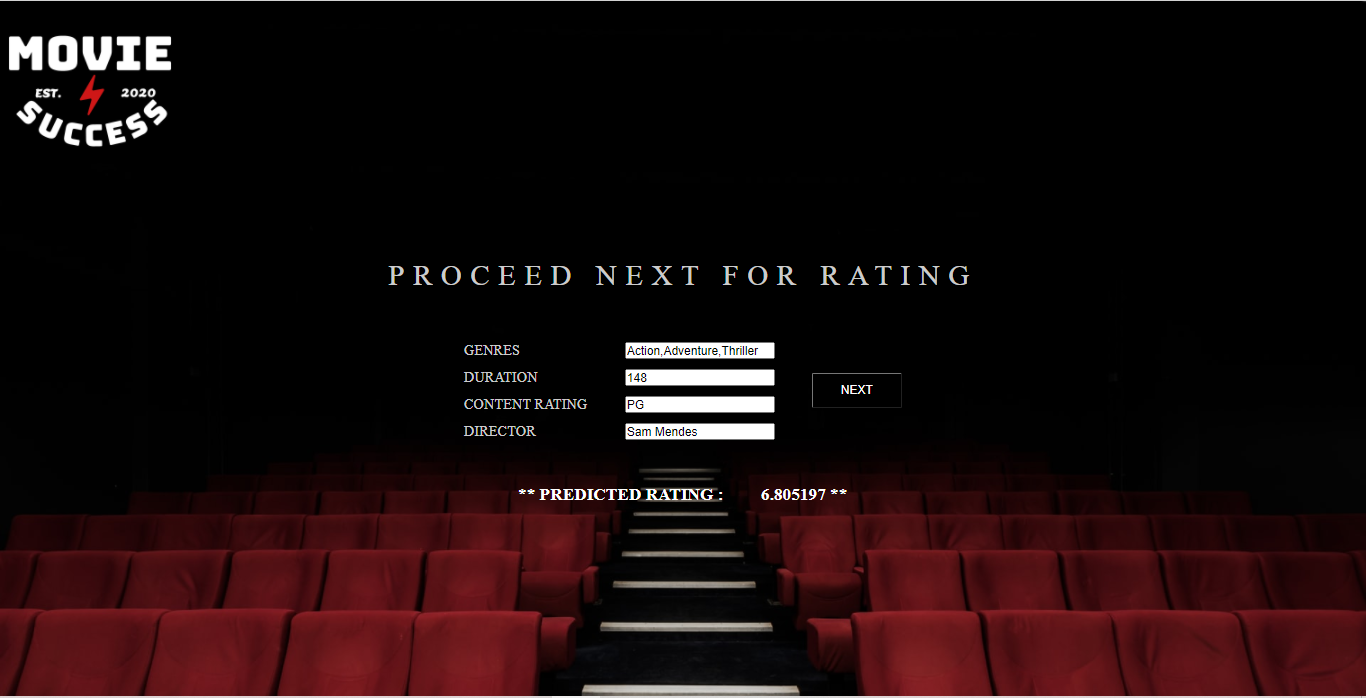 MOVIE
EST. 2020
SUCCESS
PROCEED NEXT FOR RATING
GENRES Action,Adventure,Thriller
DURATION 148
CONTENT RATING PG
DIRECTOR Sam Mendes
NEXT
** PREDICTED RATING : 6.805197 **